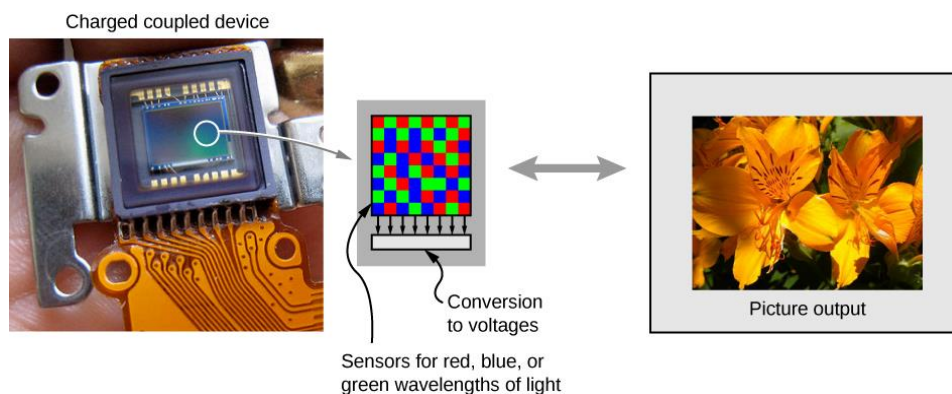 Charged coupled device
Conversion
to voltages
Sensors for red, blue, or
green wavelengths of light
Picture output